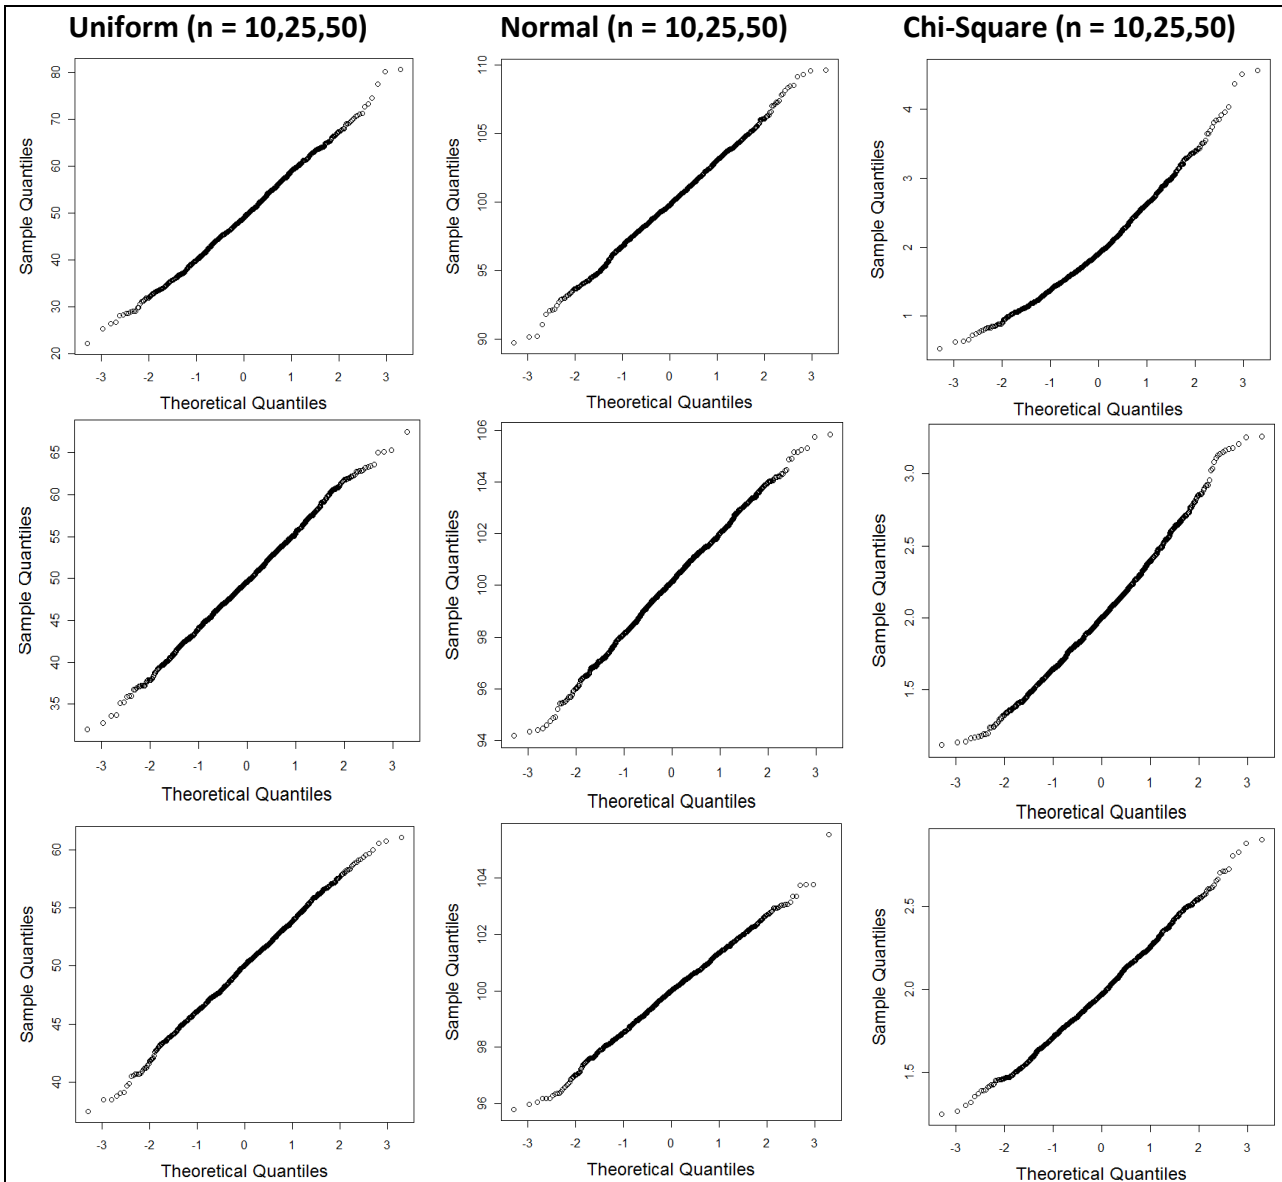 Uniform (n = 10,25,50)
Normal (n = 10,25,50)
Chi-Square (n = 10,25,50)
Sample Quantiles
20 30 40 50 60 70 80
-3 -2 -1 0 1 2 3
Theoretical Quantiles
Sample Quantiles
90 95 100 105 110
-3 -2 -1 0 1 2 3
Theoretical Quantiles
Sample Quantiles
1 2 3 4
-3 -2 -1 0 1 2 3
Theoretical Quantiles
Sample Quantiles
35 40 45 50 55 60 65
-3 -2 -1 0 1 2 3
Theoretical Quantiles
Sample Quantiles
94 96 98 100 102 104 106
-3 -2 -1 0 1 2 3
Theoretical Quantiles
Sample Quantiles
1.5 2.0 2.5 3.0
-3 -2 -1 0 1 2 3
Theoretical Quantiles
Sample Quantiles
40 45 50 55 60
-3 -2 -1 0 1 2 3
Theoretical Quantiles
Sample Quantiles
96 98 100 102 104
-3 -2 -1 0 1 2 3
Theoretical Quantiles
Sample Quantiles
1.5 2.0 2.5
-3 -2 -1 0 1 2 3
Theoretical Quantiles